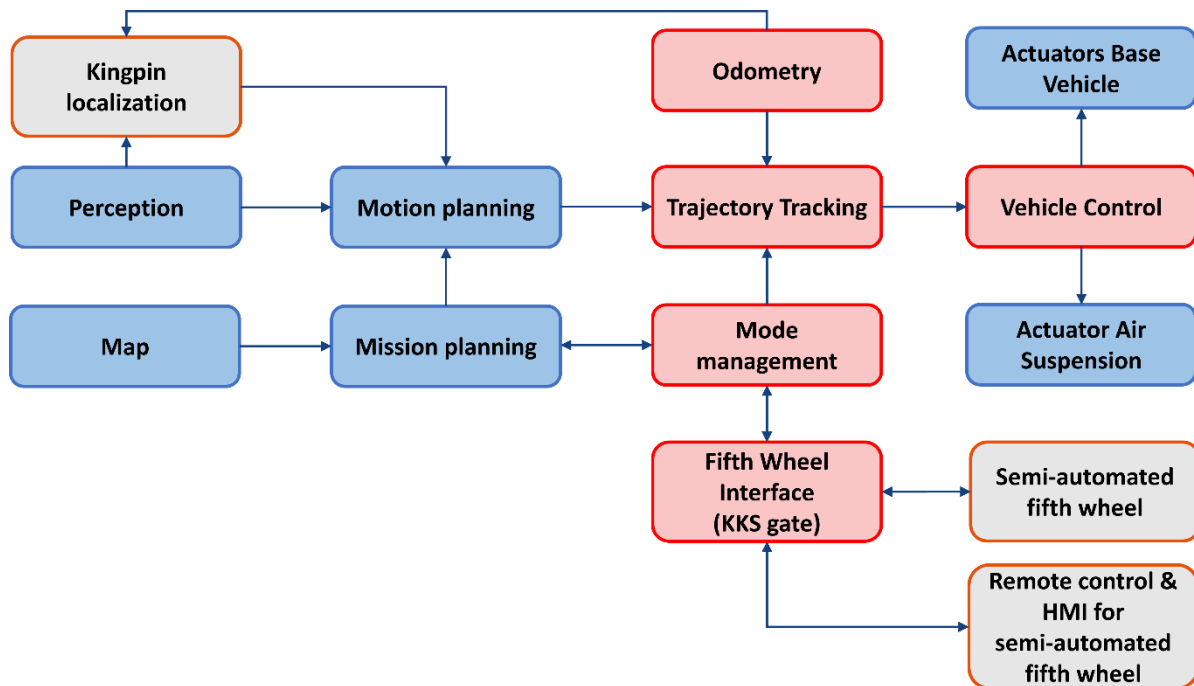 Kingpin
localization
Odometry
Actuators Base
Vehicle
Perception
Motion planning
Trajectory Tracking
Vehicle Control
Map
Mission planning
Mode
management
Actuator Air
Suspension
Fifth Wheel
Interface
(KKS gate)
Semi-automated
fifth wheel
Remote control &
HMI for
semi-automated
fifth wheel